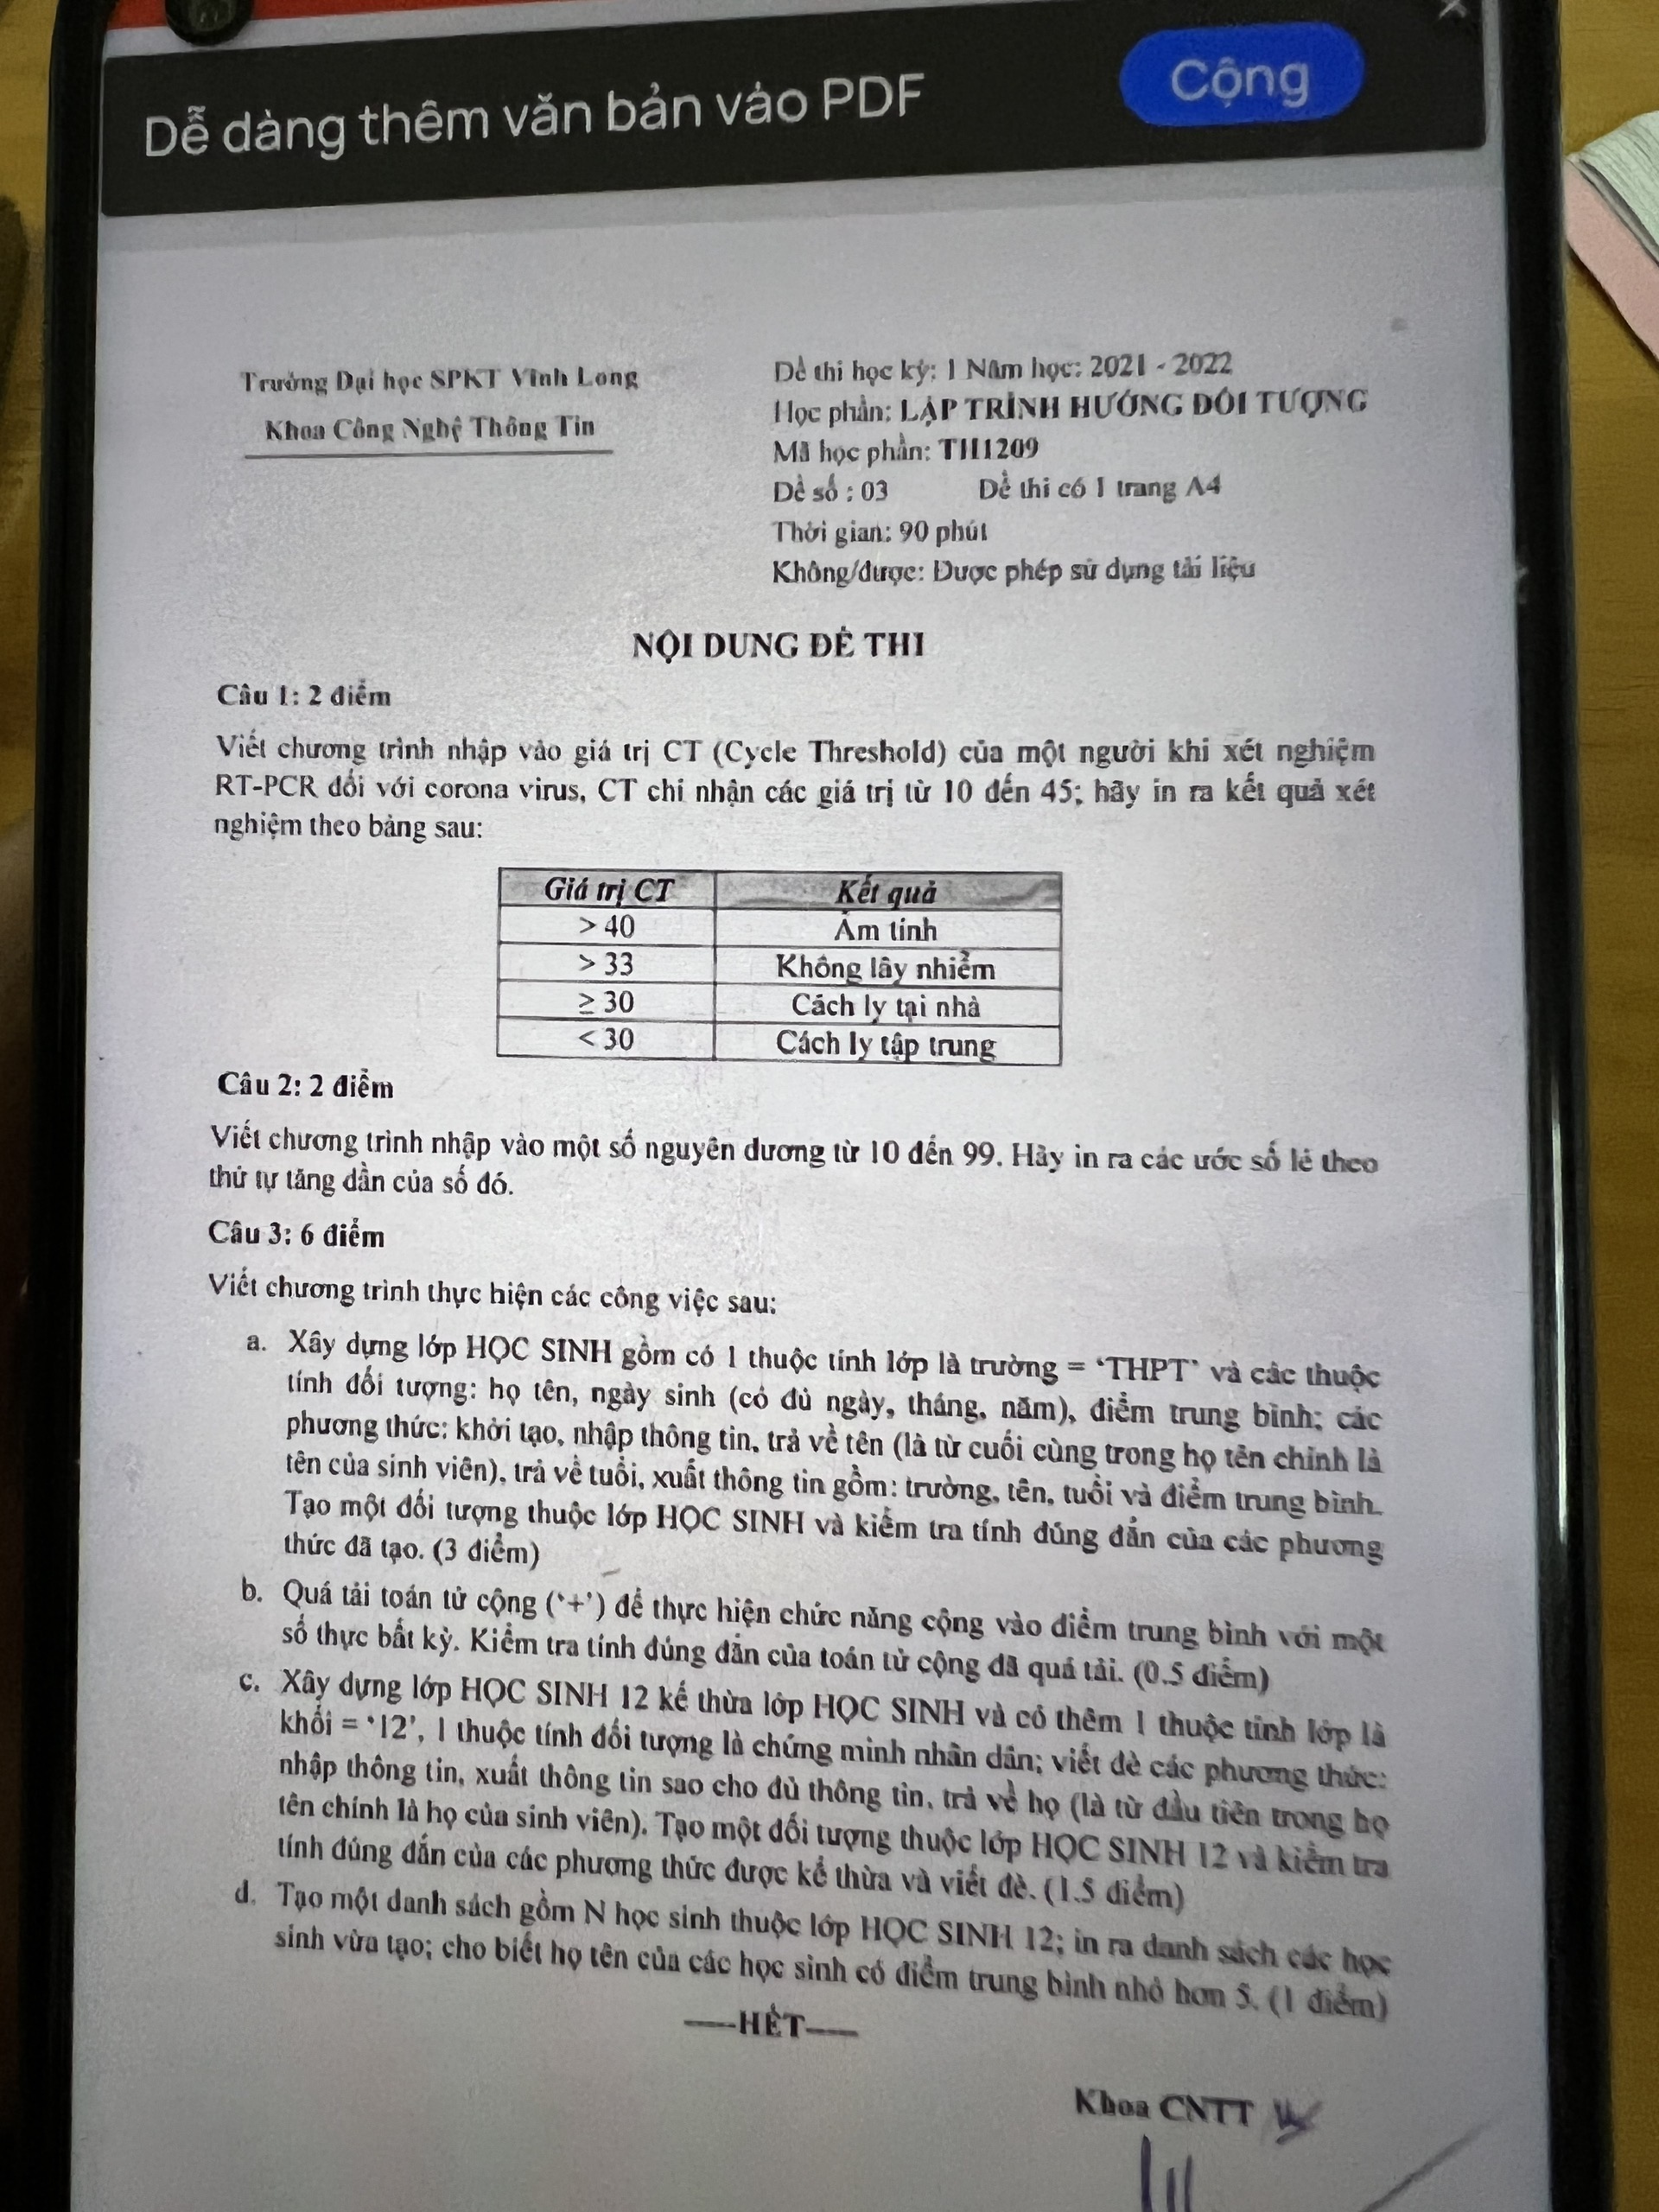 Dễ dàng thêm văn bản vào PDF
Cộng
Trường Đại học SPKT Vĩnh Long
Khoa Công Nghệ Thông Tin
Đề thi học kỳ: 1 Năm học: 2021 - 2022
Học phần: LẬP TRÌNH HƯỚNG ĐỐI TƯỢNG
Mã học phần: TH1209
Đề số : 03 Đề thi có 1 trang A4
Thời gian: 90 phút
Không/được: Được phép sử dụng tài liệu
NỘI DUNG ĐỀ THI
Câu 1: 2 điểm
Viết chương trình nhập vào giá trị CT (Cycle Threshold) của một người khi xét nghiệm
RT-PCR đối với corona virus, CT chỉ nhận các giá trị từ 10 đến 45; hãy in ra kết quả xét
nghiệm theo bảng sau:
Giá trị CT Kết quả
> 40 Âm tính
> 33 Không lây nhiễm
≥ 30 Cách ly tại nhà
< 30 Cách ly tập trung
Câu 2: 2 điểm
Viết chương trình nhập vào một số nguyên dương từ 10 đến 99. Hãy in ra các ước số lẻ theo
thứ tự tăng dần của số đó.
Câu 3: 6 điểm
Viết chương trình thực hiện các công việc sau:
a. Xây dựng lớp HỌC SINH gồm có 1 thuộc tính lớp là trường = ‘THPT’ và các thuộc
tính đối tượng: họ tên, ngày sinh (có đủ ngày, tháng, năm), điểm trung bình; các
phương thức: khởi tạo, nhập thông tin, trả về tên (là từ cuối cùng trong họ tên chính là
tên của sinh viên), trả về tuổi, xuất thông tin gồm: trường, tên, tuổi và điểm trung bình.
Tạo một đối tượng thuộc lớp HỌC SINH và kiểm tra tính đúng đắn của các phương
thức đã tạo. (3 điểm)
b. Quá tải toán tử cộng (‘+’) để thực hiện chức năng cộng vào điểm trung bình với một
số thực bất kỳ. Kiểm tra tính đúng đắn của toán tử cộng đã quá tải. (0.5 điểm)
c. Xây dựng lớp HỌC SINH 12 kế thừa lớp HỌC SINH và có thêm 1 thuộc tính lớp là
khối = ‘12’, 1 thuộc tính đối tượng là chứng minh nhân dân; viết đè các phương thức:
nhập thông tin, xuất thông tin sao cho đủ thông tin, trả về họ (là từ đầu tiên trong họ
tên chính là họ của sinh viên). Tạo một đối tượng thuộc lớp HỌC SINH 12 và kiểm tra
tính đúng đắn của các phương thức được kế thừa và viết đè. (1.5 điểm)
d. Tạo một danh sách gồm N học sinh thuộc lớp HỌC SINH 12; in ra danh sách các học
sinh vừa tạo; cho biết họ tên của các học sinh có điểm trung bình nhỏ hơn 5. (1 điểm)
-----HẾT-----
Khoa CNTT